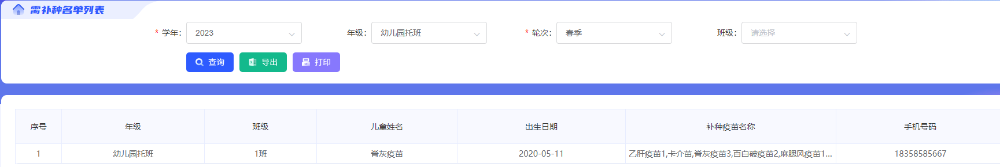 需补种名单列表
* 学年: 2023 年级: 幼儿园托班 * 轮次: 春季 班级: 请选择
查询 导出 打印
序号 年级 班级 儿童姓名 出生日期 补种疫苗名称 手机号码
1 幼儿园托班 1班 脊灰疫苗 2020-05-11 乙肝疫苗1,卡介苗,脊灰疫苗3,百白破疫苗2,麻腮风疫苗1... 18358585667